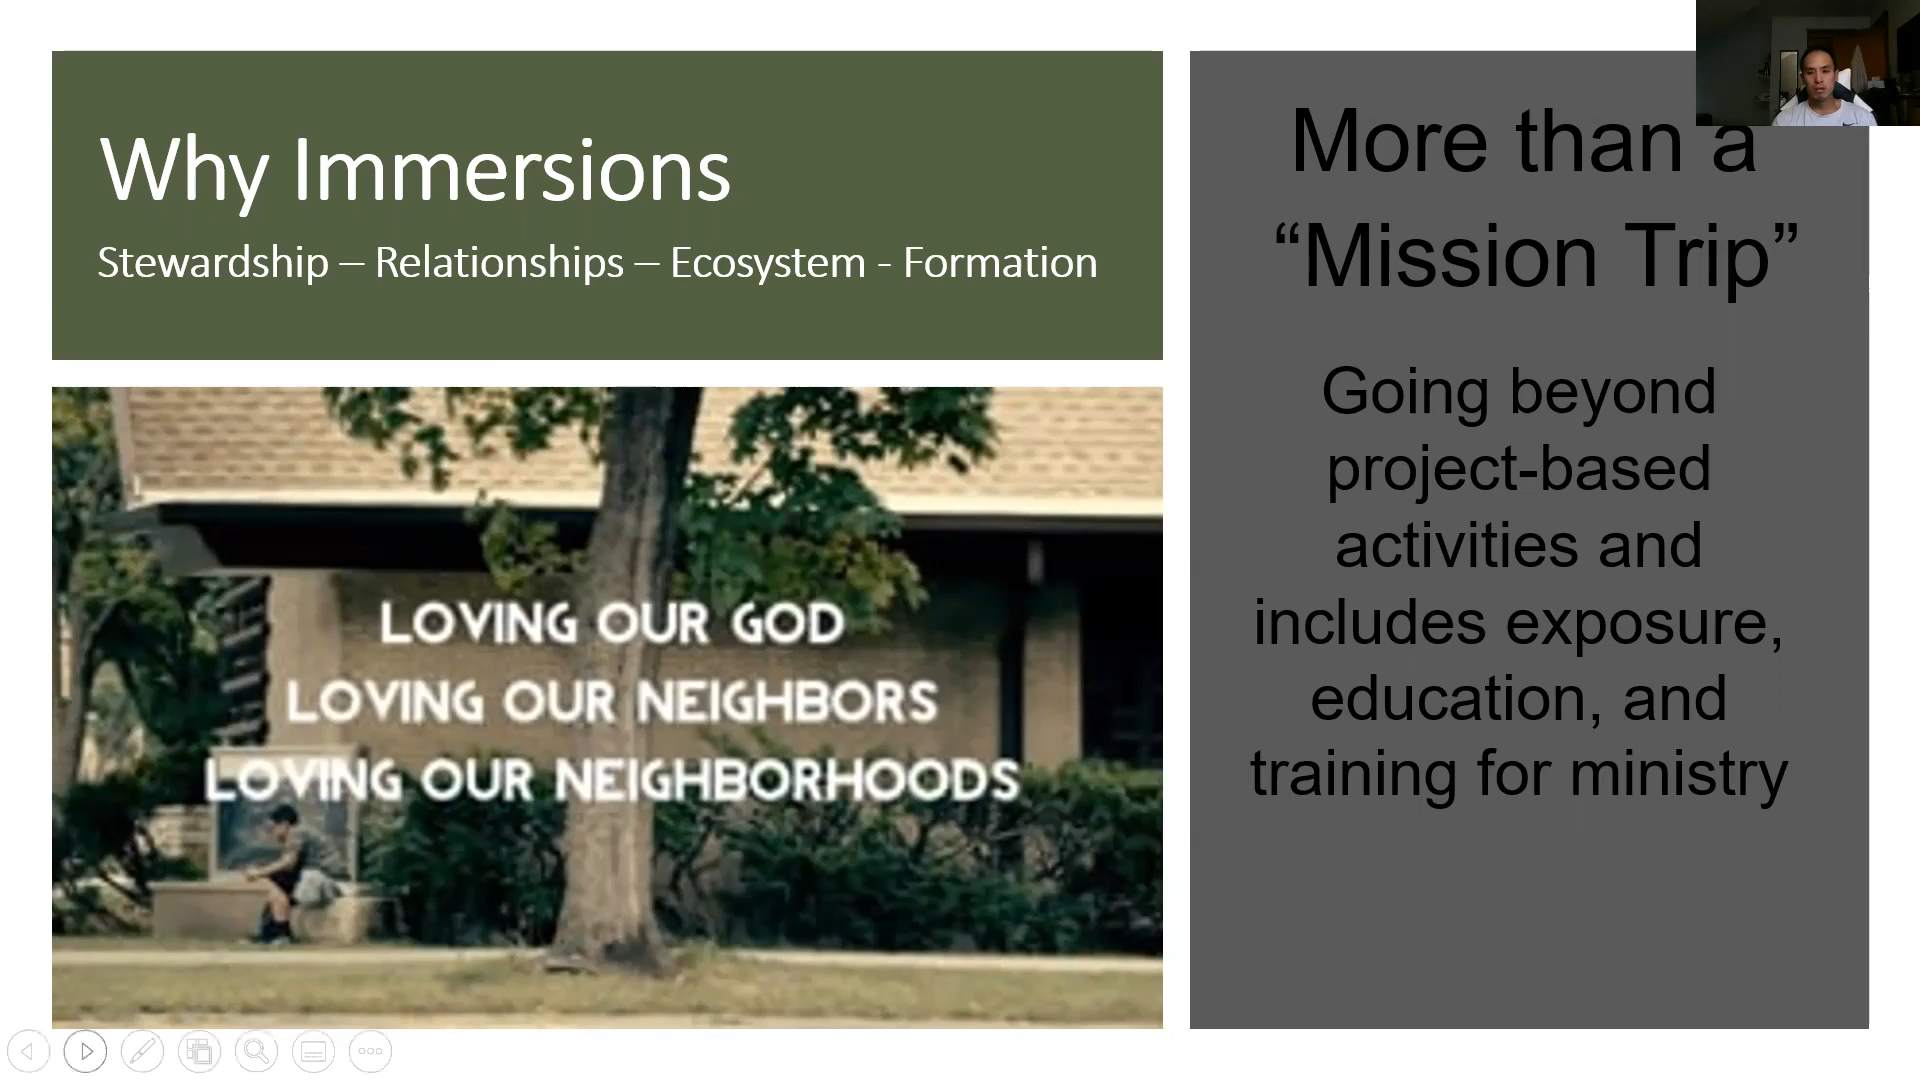 Why Immersions
Stewardship – Relationships – Ecosystem - Formation
LOVING OUR GOD
LOVING OUR NEIGHBORS
LOVING OUR NEIGHBORHOODS
More than a
“Mission Trip”
Going beyond
project-based
activities and
includes exposure,
education, and
training for ministry